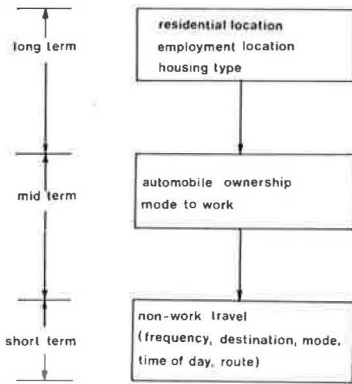 long term
residential location
employment location
housing type
mid term
automobile ownership
mode to work
short term
non-work travel
(frequency, destination, mode,
time of day, route)